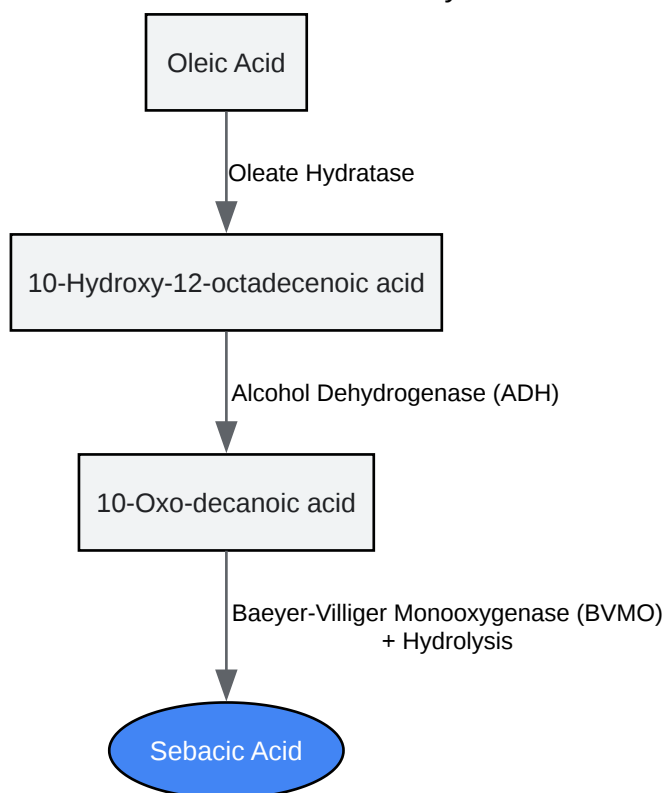 Oleic Acid
Oleate Hydratase
10-Hydroxy-12-octadecenoic acid
Alcohol Dehydrogenase (ADH)
10-Oxo-decanoic acid
Baeyer-Villiger Monooxygenase (BVMO)
+ Hydrolysis
Sebacic Acid